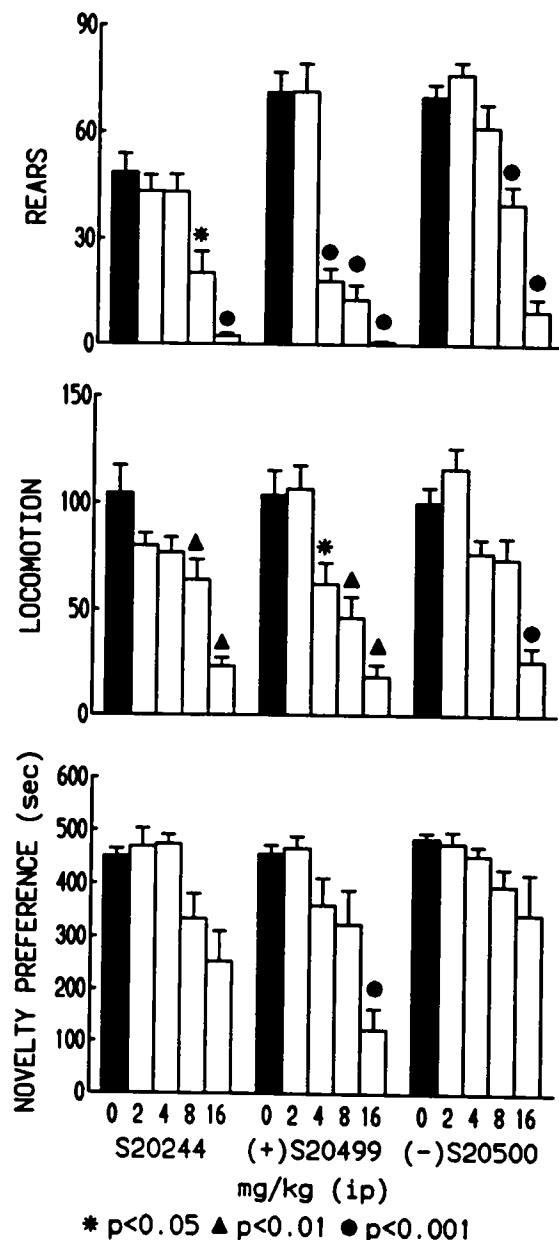 REARS
90
60
30
0
* ● ● ● ● ● ●
LOCOMOTION
150
100
50
0
▲ ▲ * ▲ ▲ ●
NOVELTY PREFERENCE (sec)
600
500
400
300
200
100
0
●
0 2 4 8 16 0 2 4 8 16 0 2 4 8 16
S20244 (+)S20499 (-)S20500
mg/kg (ip)
* p<0.05 ▲ p<0.01 ● p<0.001